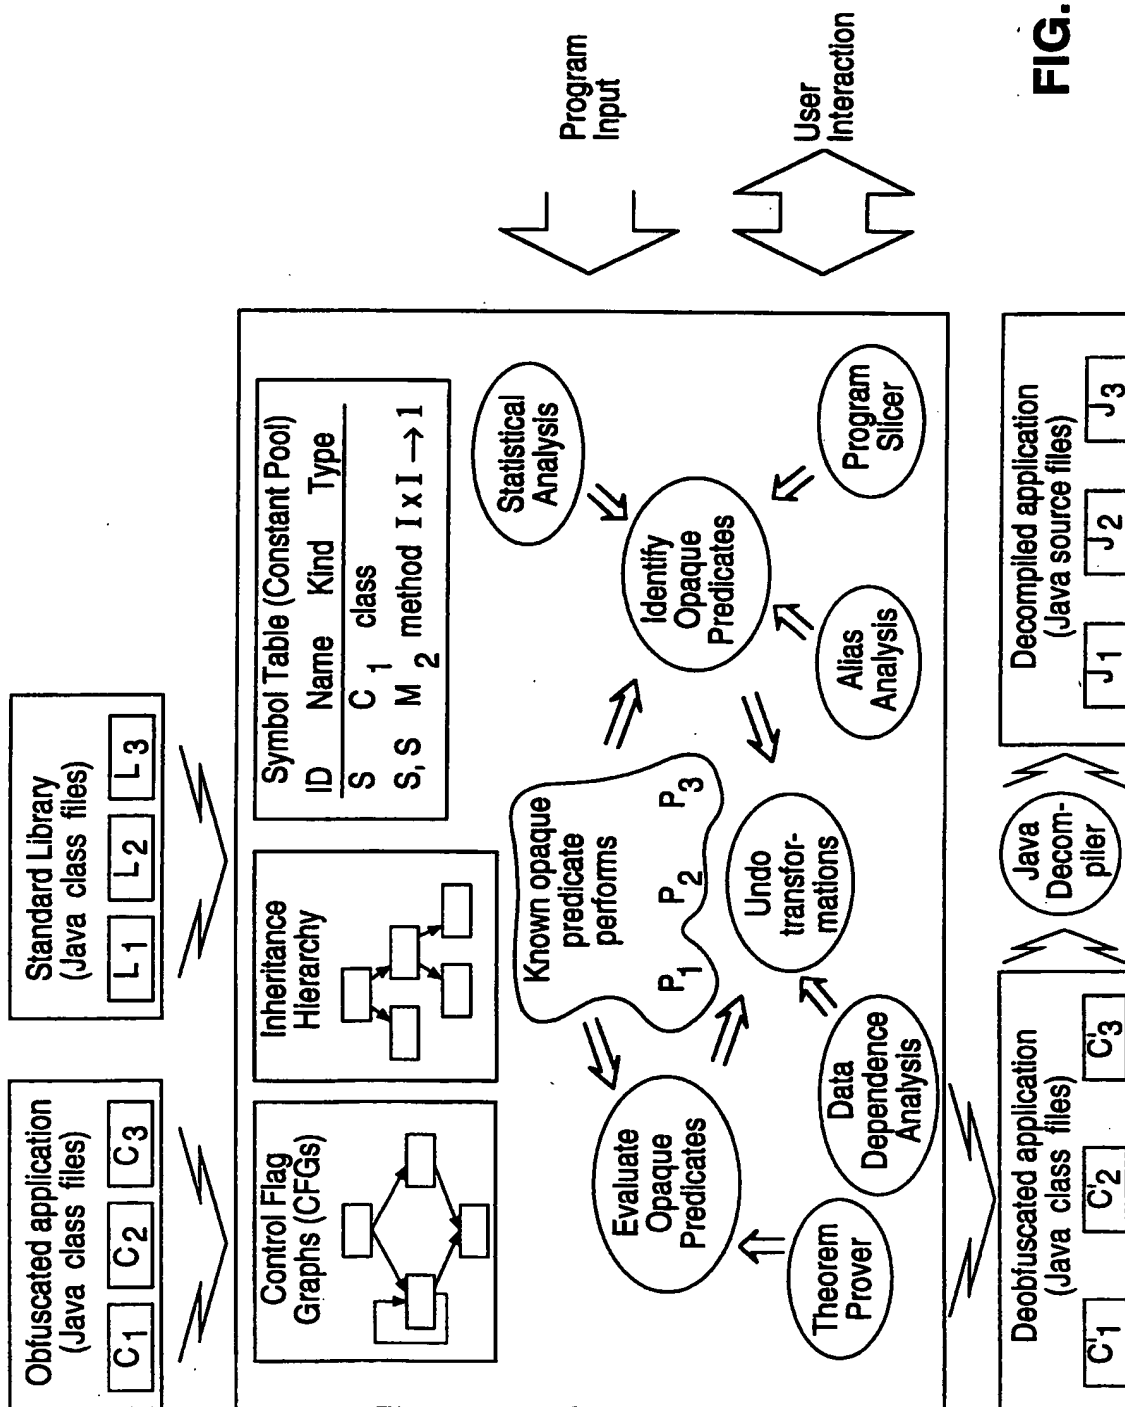 Obfuscated application
(Java class files)
C1 C2 C3
Standard Library
(Java class files)
L1 L2 L3
Control Flag
Graphs (CFGs)
Inheritance
Hierarchy
Symbol Table (Constant Pool)
ID Name Kind Type
S C1 class
S, S M2 method I x I → 1
Program
Input
User
Interaction
Known opaque
predicate
performs
P1 P2 P3
Statistical
Analysis
Evaluate
Opaque
Predicates
Identify
Opaque
Predicates
Undo
transfor-
mations
Theorem
Prover
Data
Dependence
Analysis
Alias
Analysis
Program
Slicer
Deobfuscated application
(Java class files)
C'1 C'2 C'3
Java
Decom-
piler
Decompiled application
(Java source files)
J1 J2 J3
FIG.